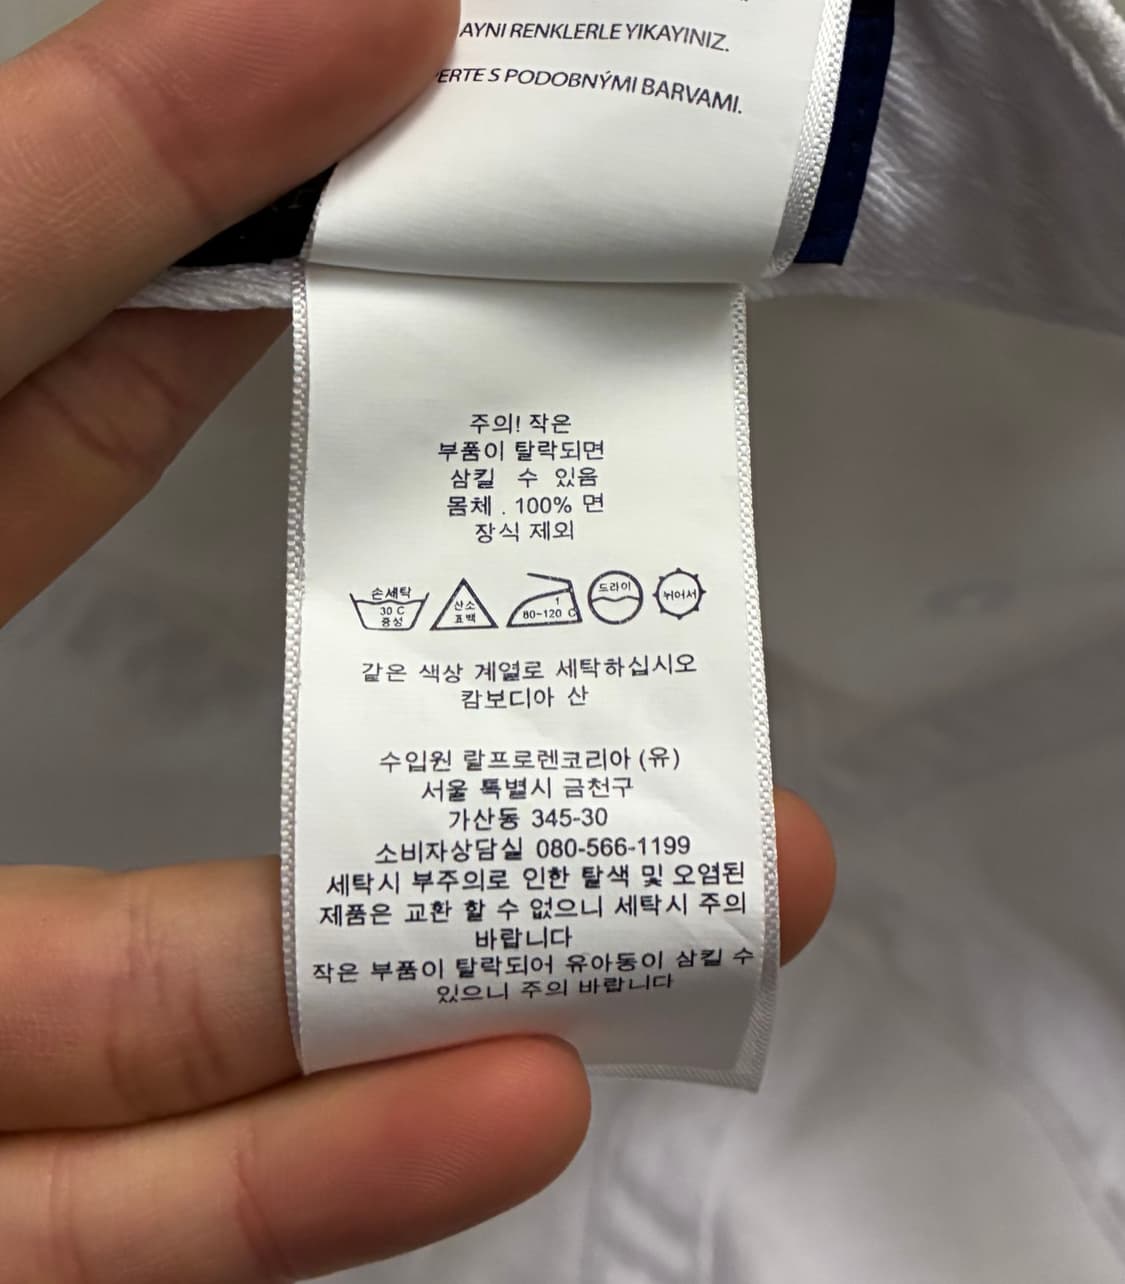 AYNI RENKLERLE YIKAYINIZ.
S PODOBNÝMI BARVAMI.
주의! 작은
부품이 탈락되면
삼킬 수 있음
몸체 . 100% 면
장식 제외
손세탁
30 C
중성
산소
표백
1
80~120 C
드라이
뉘어서
같은 색상 계열로 세탁하십시오
캄보디아 산
수입원 랄프로렌코리아 (유)
서울 특별시 금천구
가산동 345-30
소비자상담실 080-566-1199
세탁시 부주의로 인한 탈색 및 오염된
제품은 교환 할 수 없으니 세탁시 주의
바랍니다
작은 부품이 탈락되어 유아동이 삼킬 수
있으니 주의 바랍니다